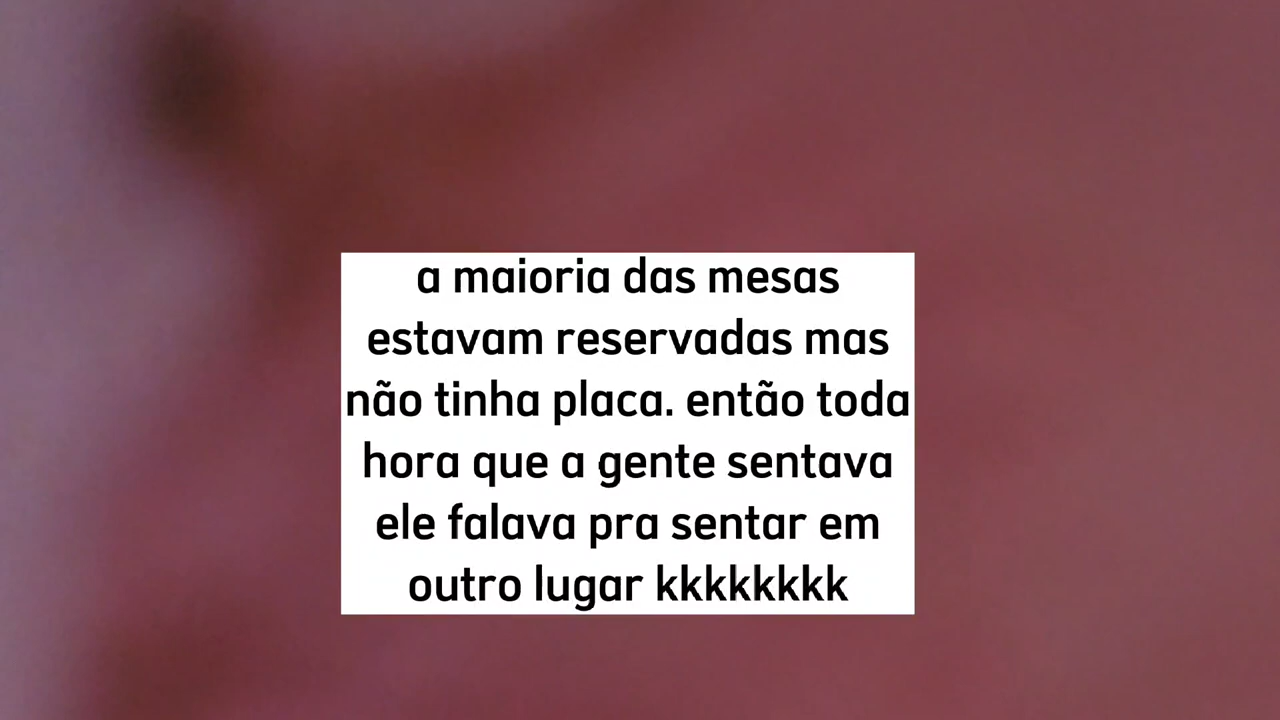 a maioria das mesas
estavam reservadas mas
não tinha placa. então toda
hora que a gente sentava
ele falava pra sentar em
outro lugar kkkkkkkk